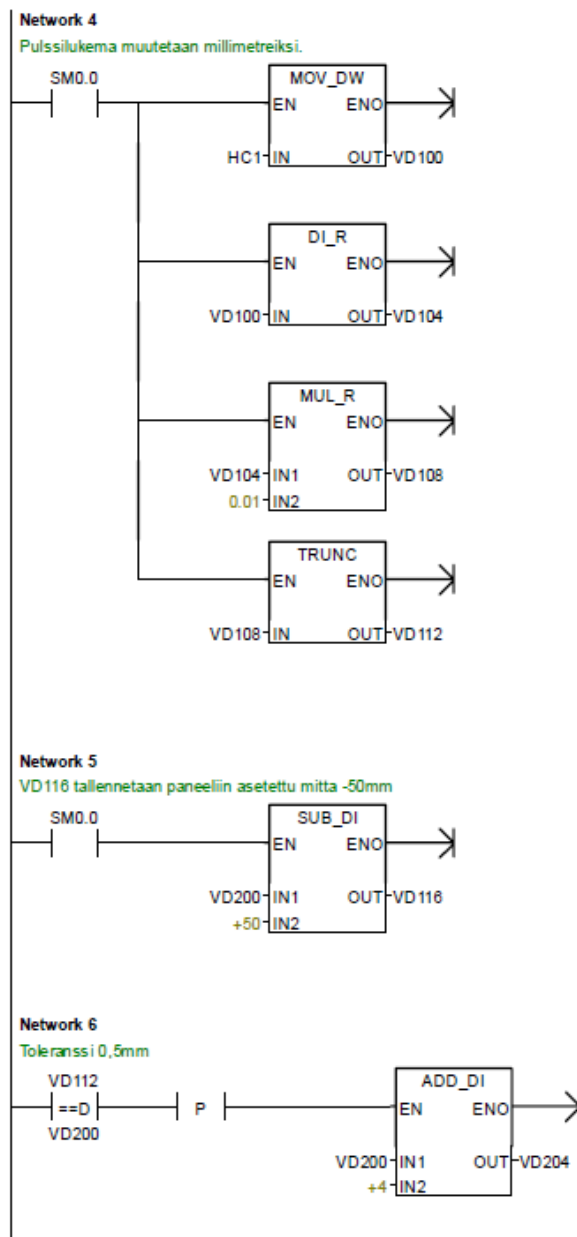 Network 4
Pulssilukema muutetaan millimetreiksi.
SM0.0
MOV_DW
EN ENO
HC1 IN OUT VD100
DI_R
EN ENO
VD100 IN OUT VD104
MUL_R
EN ENO
VD104 IN1 OUT VD108
0.01 IN2
TRUNC
EN ENO
VD108 IN OUT VD112
Network 5
VD116 tallennetaan paneeliin asetettu mitta -50mm
SM0.0
SUB_DI
EN ENO
VD200 IN1 OUT VD116
+50 IN2
Network 6
Toleranssi 0,5mm
VD112
==D
VD200
P
ADD_DI
EN ENO
VD200 IN1 OUT VD204
+4 IN2